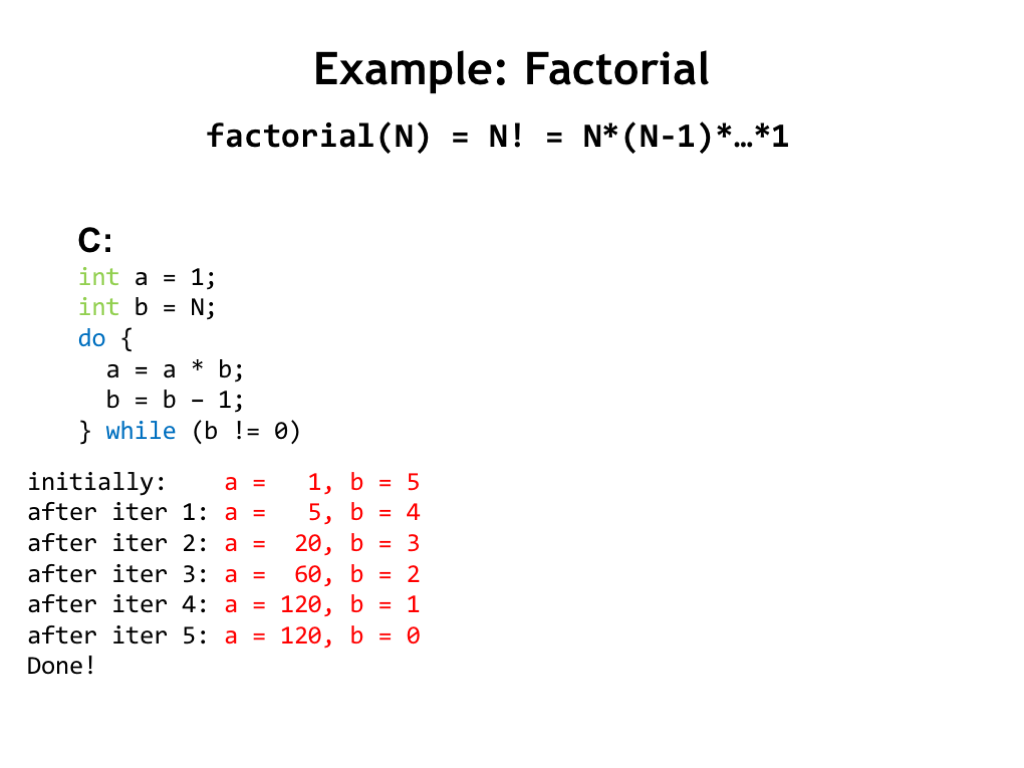 Example: Factorial
factorial(N) = N! = N*(N-1)*…*1
C:
int a = 1;
int b = N;
do {
  a = a * b;
  b = b – 1;
} while (b != 0)
initially:    a =   1, b = 5
after iter 1: a =   5, b = 4
after iter 2: a =  20, b = 3
after iter 3: a =  60, b = 2
after iter 4: a = 120, b = 1
after iter 5: a = 120, b = 0
Done!